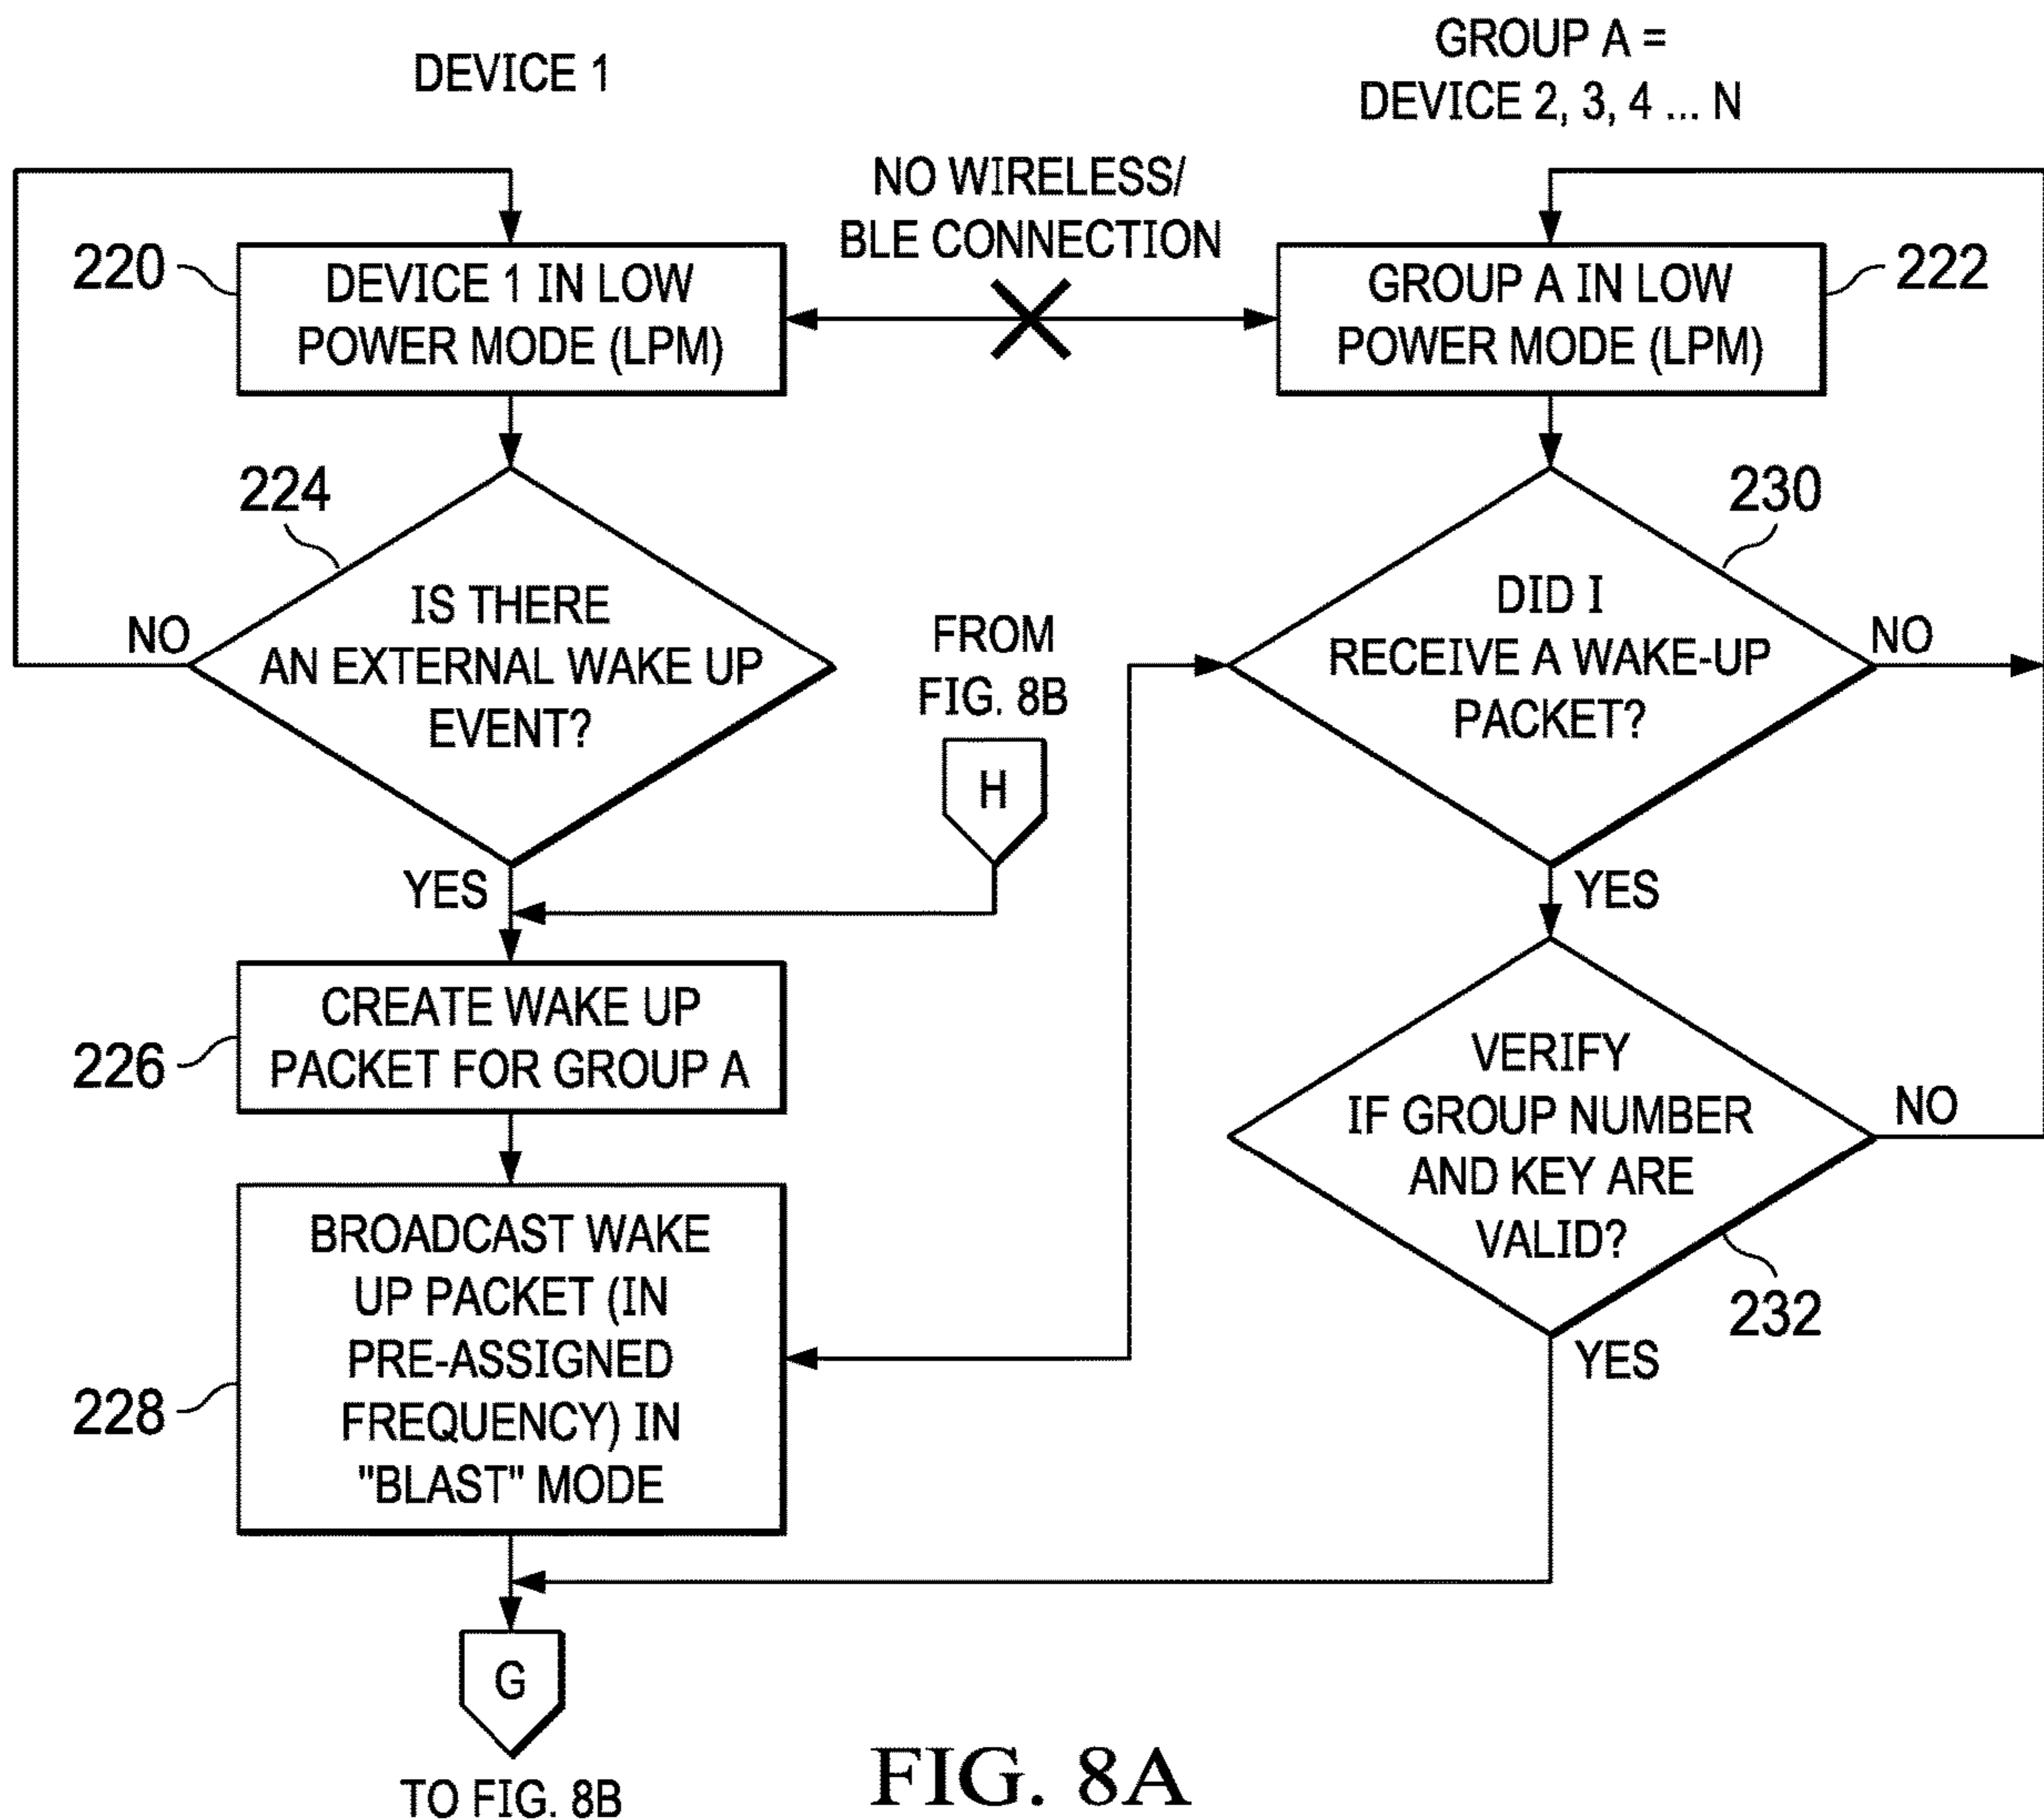 DEVICE 1
GROUP A =
DEVICE 2, 3, 4 ... N
NO WIRELESS/
BLE CONNECTION
220
DEVICE 1 IN LOW
POWER MODE (LPM)
GROUP A IN LOW
POWER MODE (LPM)
222
224
IS THERE
AN EXTERNAL WAKE UP
EVENT?
NO
YES
FROM
FIG. 8B
H
230
DID I
RECEIVE A WAKE-UP
PACKET?
NO
YES
226
CREATE WAKE UP
PACKET FOR GROUP A
VERIFY
IF GROUP NUMBER
AND KEY ARE
VALID?
NO
232
YES
228
BROADCAST WAKE
UP PACKET (IN
PRE-ASSIGNED
FREQUENCY) IN
"BLAST" MODE
G
TO FIG. 8B
FIG. 8A